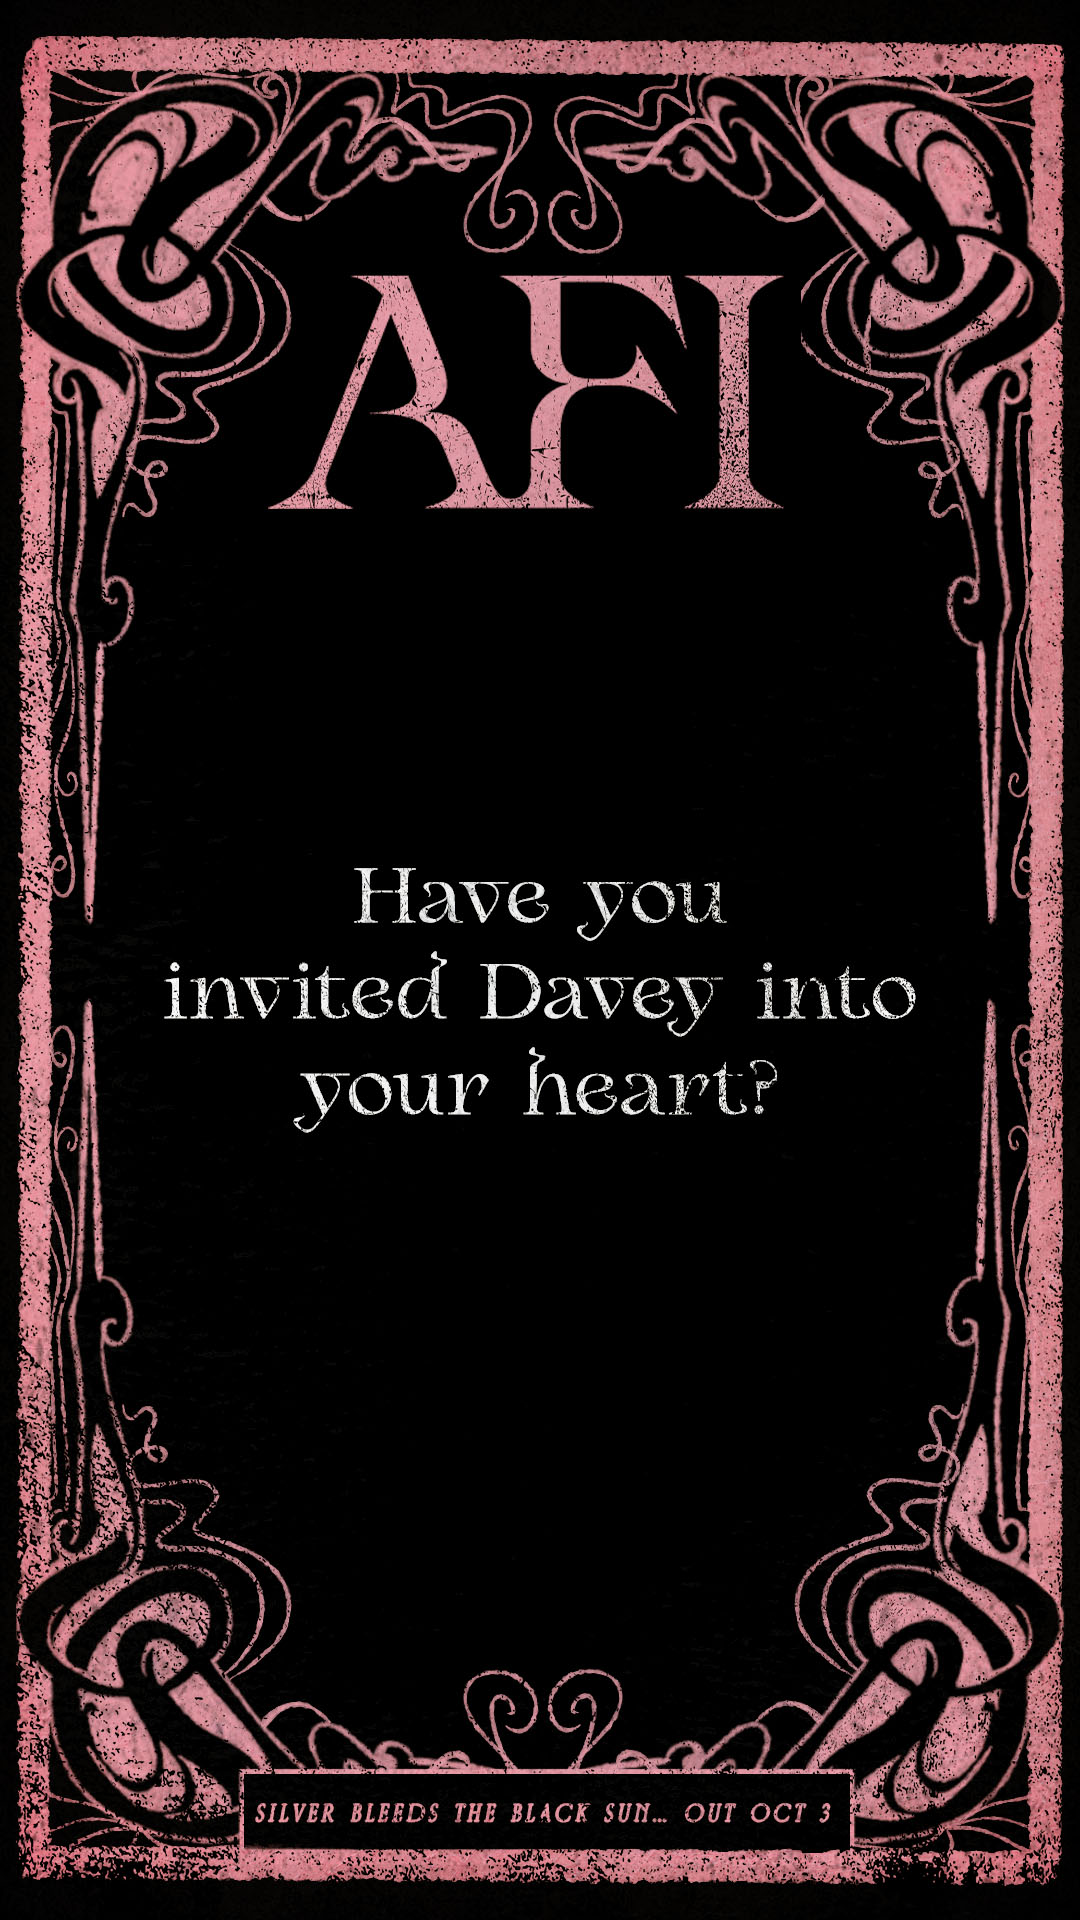 AFI
Have you
invited Davey into
your heart?
SILVER BLEEDS THE BLACK SUN... OUT OCT 3